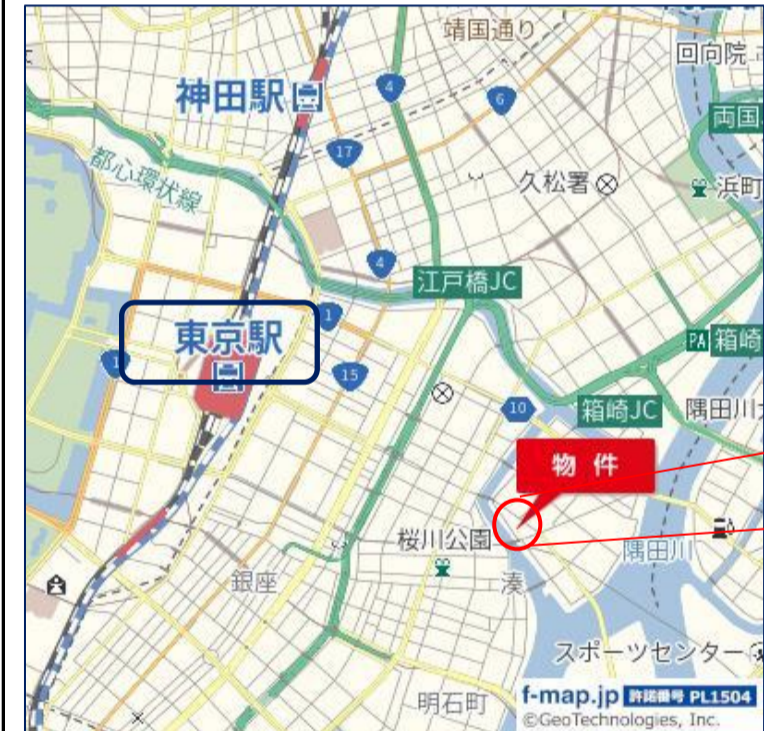 靖国通り
回向院
神田駅
4
6
両国
17
都心環状線
久松署
浜町
4
江戸橋JC
1
東京駅
1
PA 箱崎
15
10
箱崎JC
隅田川
物件
桜川公園
隅田川
銀座
湊
スポーツセンター
明石町
f-map.jp 許諾番号 PL1504
©GeoTechnologies, Inc.